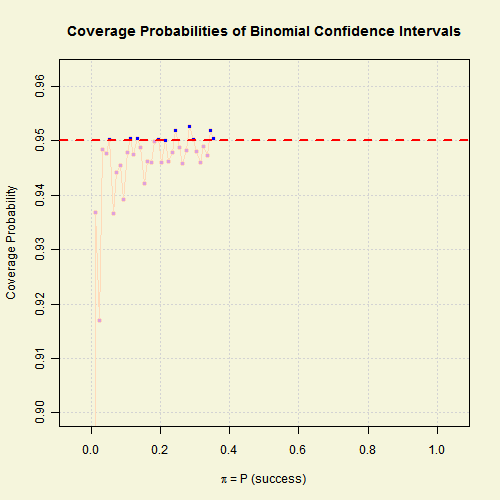 Coverage Probabilities of Binomial Confidence Intervals
Coverage Probability
0.96
0.95
0.94
0.93
0.92
0.91
0.90
0.0 0.2 0.4 0.6 0.8 1.0
π = P (success)